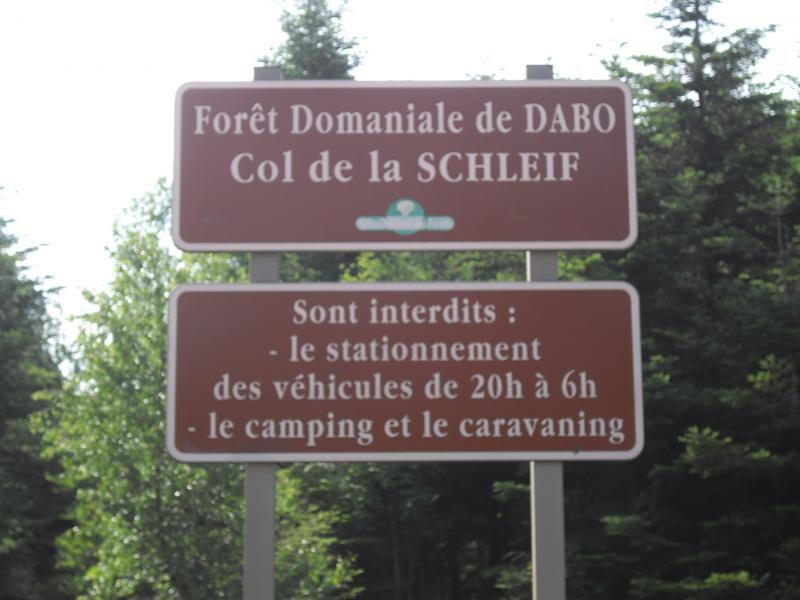 Forêt Domaniale de DABO
Col de la SCHLEIF
Sont interdits :
- le stationnement
des véhicules de 20h à 6h
- le camping et le caravaning